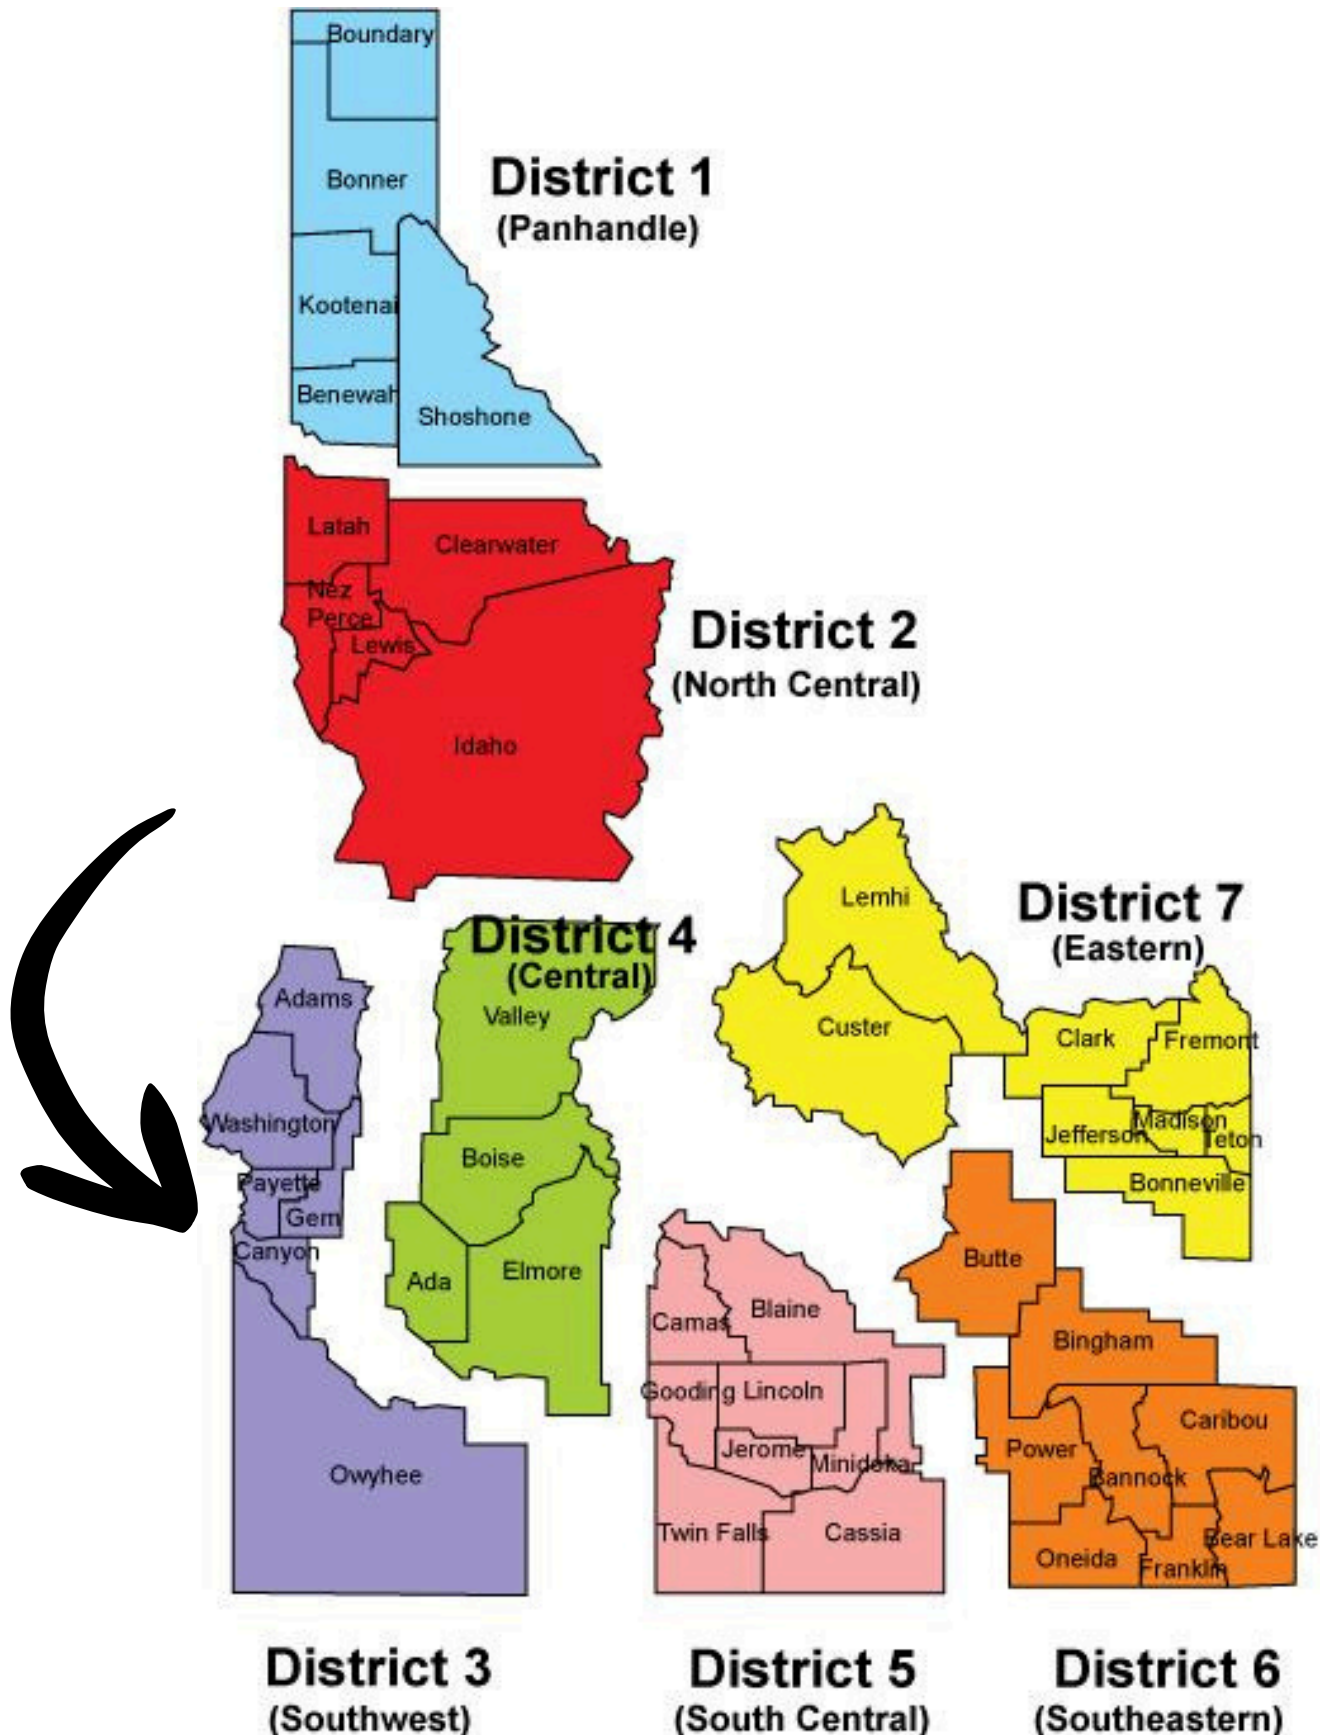 Boundary
Bonner
District 1
(Panhandle)
Kootenai
Benewah
Shoshone
Latah
Clearwater
Nez
Perce
Lewis
District 2
(North Central)
Idaho
Lemhi
District 7
(Eastern)
District 4
(Central)
Valley
Adams
Custer
Clark
Fremont
Washington
Madison
Jefferson
Teton
Boise
Payette
Bonneville
Gem
Canyon
Butte
Ada
Elmore
Blaine
Camas
Bingham
Gooding
Lincoln
Caribou
Jerome
Power
Minidoka
Owyhee
Bannock
Twin Falls
Cassia
Bear Lake
Oneida
Franklin
District 3
(Southwest)
District 5
(South Central)
District 6
(Southeastern)